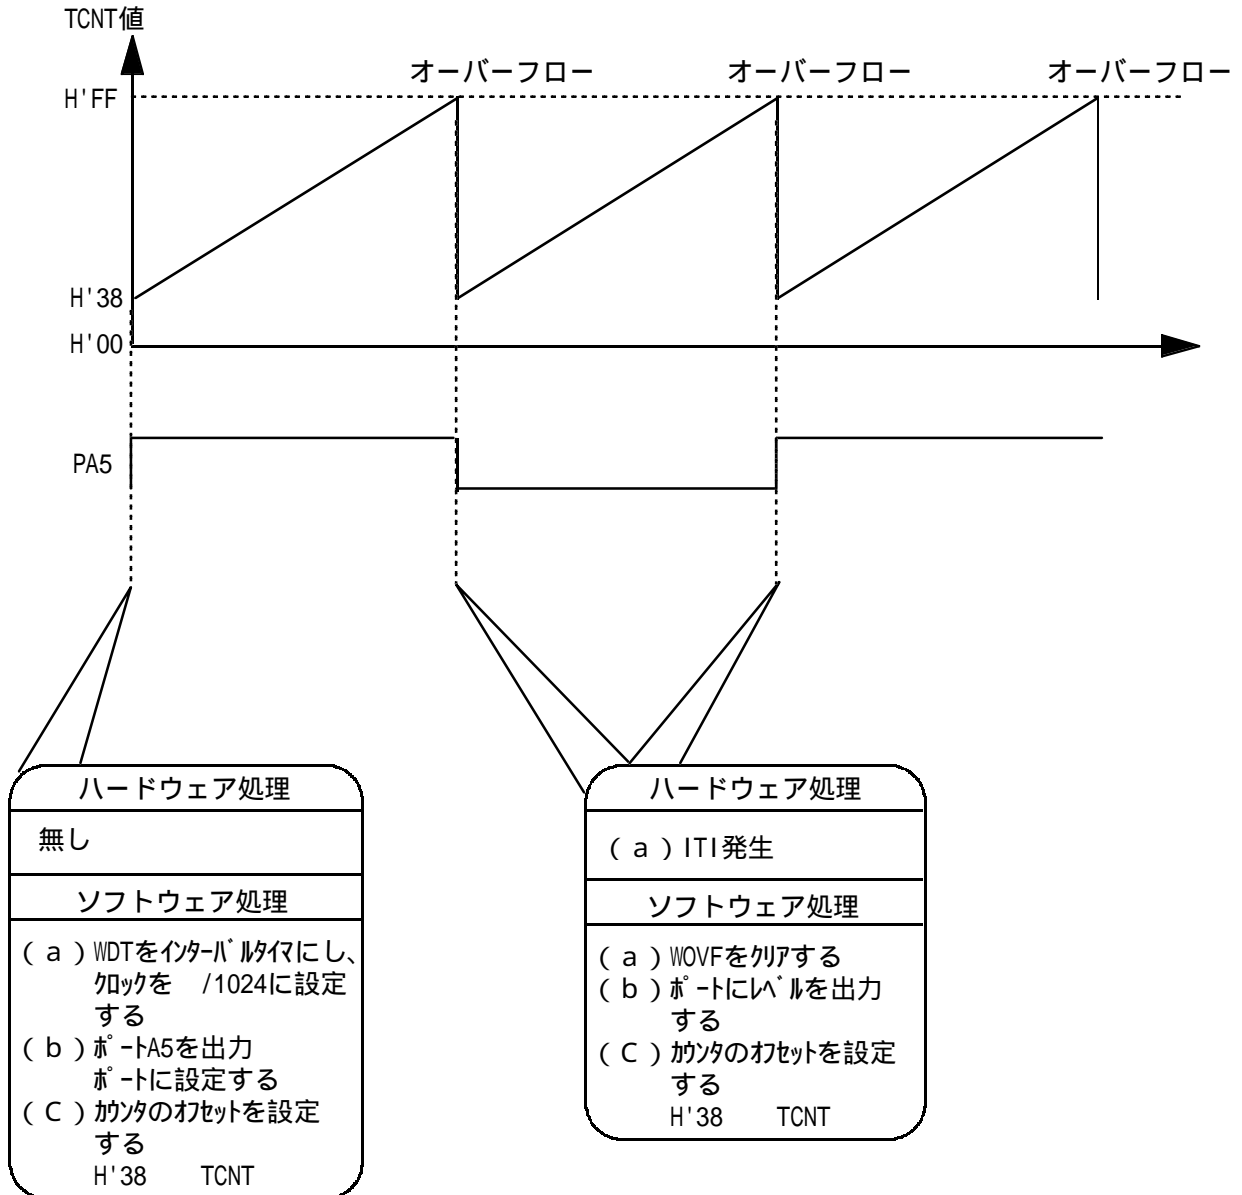 TCNT値
オーバーフロー オーバーフロー オーバーフロー
H'FF
H'38
H'00
PA5
ハードウェア処理
無し
ソフトウェア処理
(a)WDTをインターバルタイマにし、
クロックを /1024に設定
する
(b)ポートA5を出力
ポートに設定する
(C)カウンタのオフセットを設定
する
H'38 TCNT
ハードウェア処理
(a)ITI発生
ソフトウェア処理
(a)WOVFをクリアする
(b)ポートにレベルを出力
する
(C)カウンタのオフセットを設定
する
H'38 TCNT